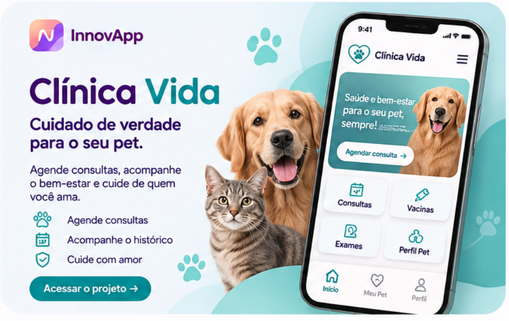 InnovApp
Clínica Vida
Cuidado de verdade
para o seu pet.
Agende consultas, acompanhe
o bem-estar e cuide de quem
você ama.
Agende consultas
Acompanhe o histórico
Cuide com amor
Acessar o projeto →
9:41
Clínica Vida
Saúde e bem-estar
para o seu pet,
sempre!
Agendar consulta →
Consultas
Vacinas
Exames
Perfil Pet
Início
Meu Pet
Perfil